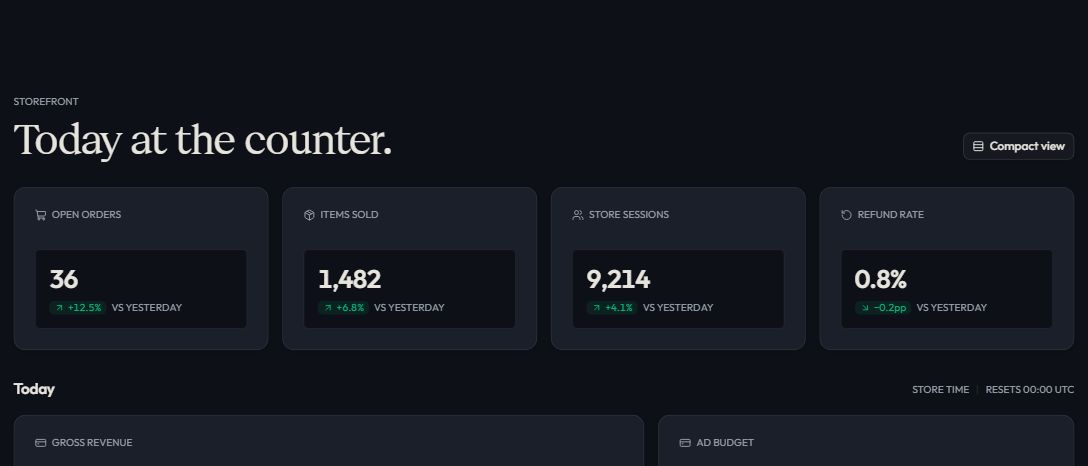 STOREFRONT
Today at the counter.
Compact view
OPEN ORDERS
36
+12.5% VS YESTERDAY
ITEMS SOLD
1,482
+6.8% VS YESTERDAY
STORE SESSIONS
9,214
+4.1% VS YESTERDAY
REFUND RATE
0.8%
−0.2pp VS YESTERDAY
Today
STORE TIME | RESETS 00:00 UTC
GROSS REVENUE
AD BUDGET